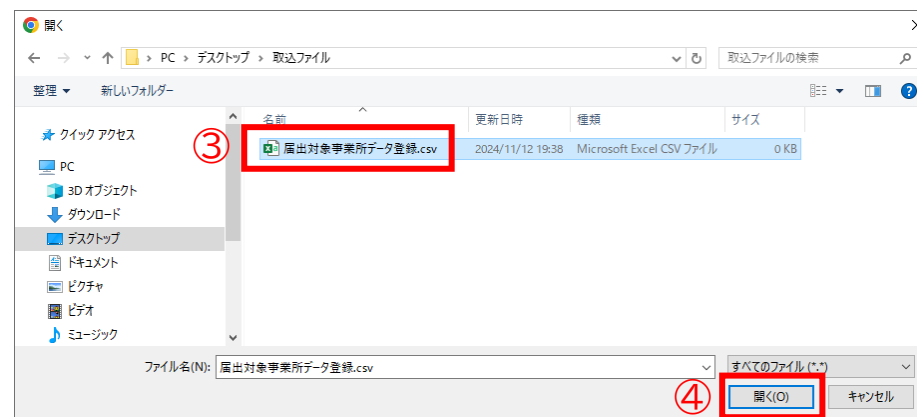 開く
PC › デスクトップ › 取込ファイル
取込ファイルの検索
整理 ▼ 新しいフォルダー
名前 更新日時 種類 サイズ
クイック アクセス
③
届出対象事業所データ登録.csv 2024/11/12 19:38 Microsoft Excel CSV ファイル 0 KB
PC
3D オブジェクト
ダウンロード
デスクトップ
ドキュメント
ピクチャ
ビデオ
ミュージック
ファイル名(N): 届出対象事業所データ登録.csv すべてのファイル (*.*)
④
開く(O) キャンセル